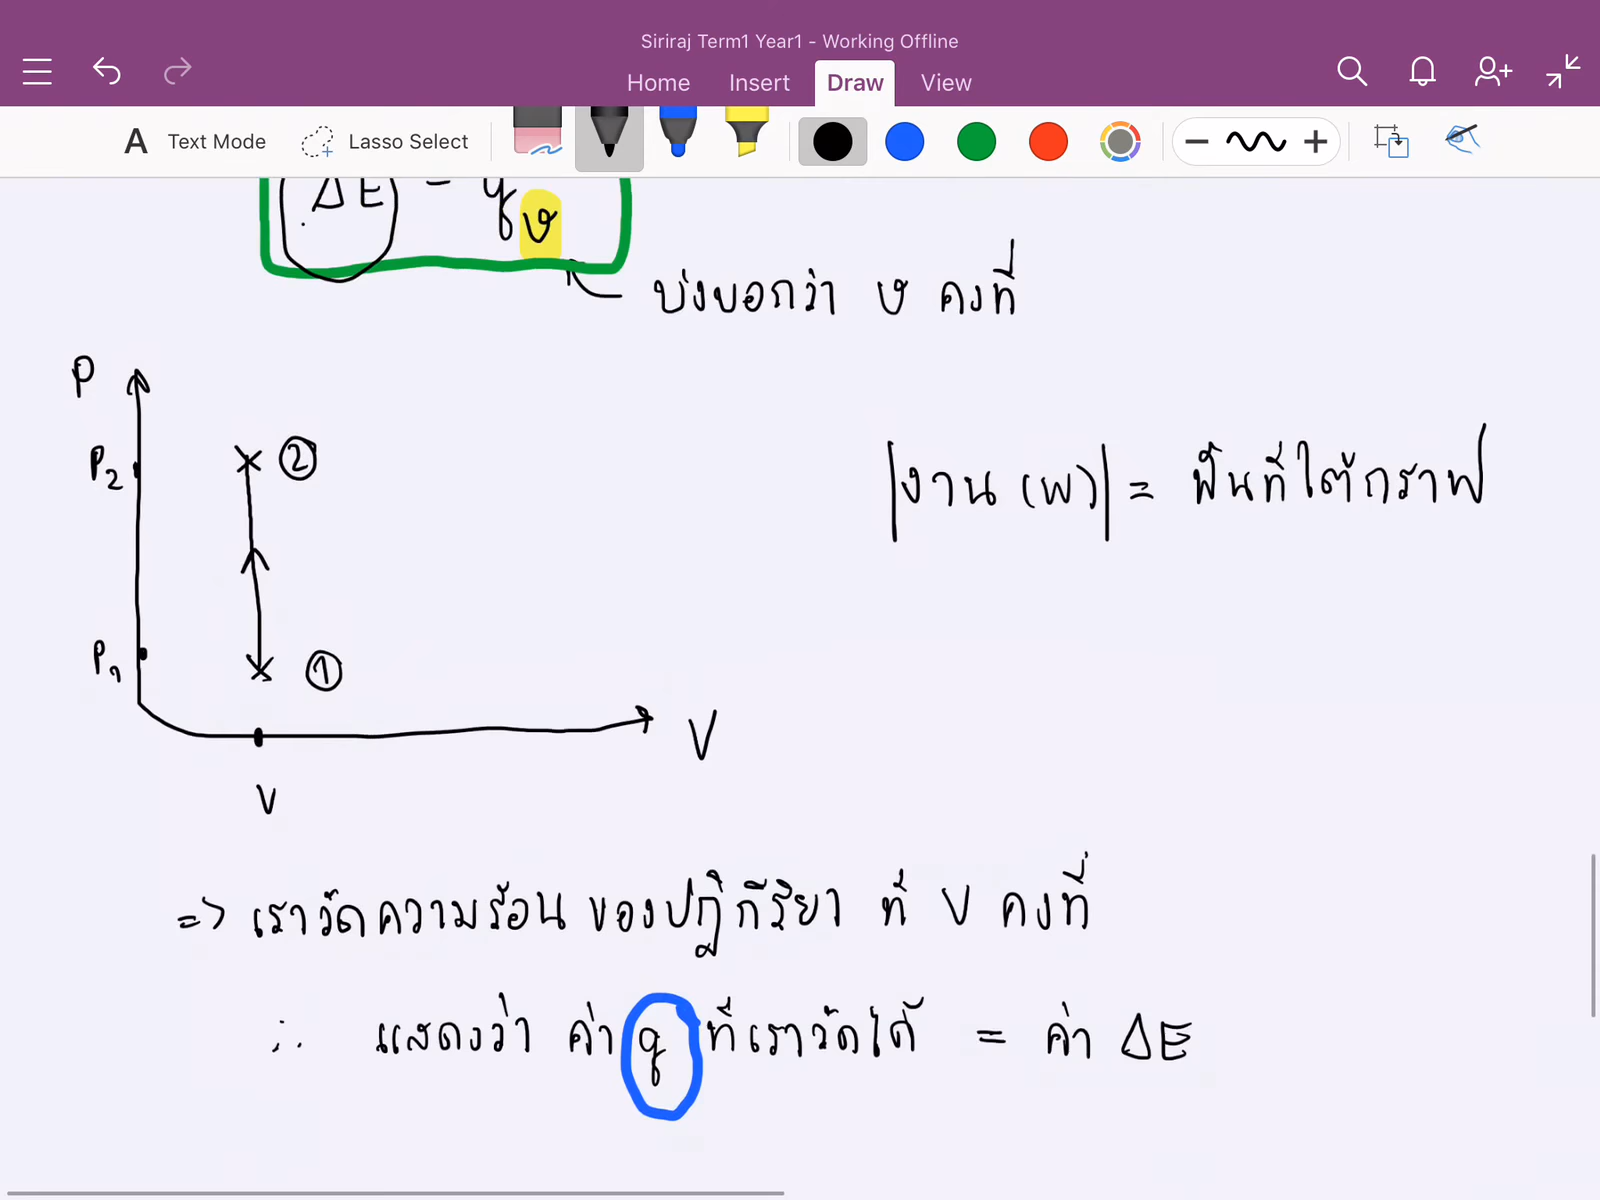 Siriraj Term1 Year1 - Working Offline
Home Insert Draw View
A Text Mode Lasso Select
ΔE = q v
บ่งบอกว่า v คงที่
P
P2
②
|งาน (w)| = พื้นที่ใต้กราฟ
P1
①
V
V
=> เราวัดความร้อน ของปฏิกิริยา ที่ V คงที่
∴ แสดงว่า ค่า q ที่เราวัดได้ = ค่า ΔE